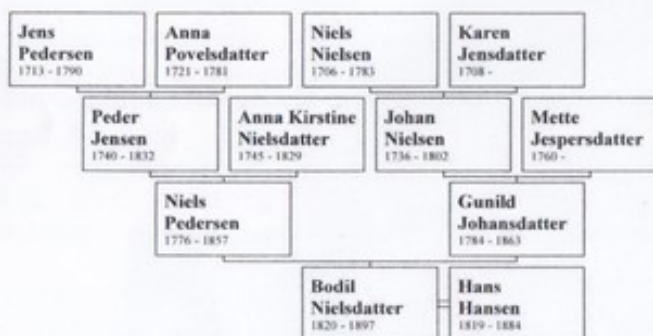 Jens
Pedersen
1713 - 1790
Anna
Povelsdatter
1721 - 1781
Niels
Nielsen
1706 - 1783
Karen
Jensdatter
1708 -
Peder
Jensen
1740 - 1832
Anna Kirstine
Nielsdatter
1745 - 1829
Johan
Nielsen
1736 - 1802
Mette
Jespersdatter
1760 -
Niels
Pedersen
1776 - 1857
Gunild
Johansdatter
1784 - 1863
Bodil
Nielsdatter
1820 - 1897
Hans
Hansen
1819 - 1884